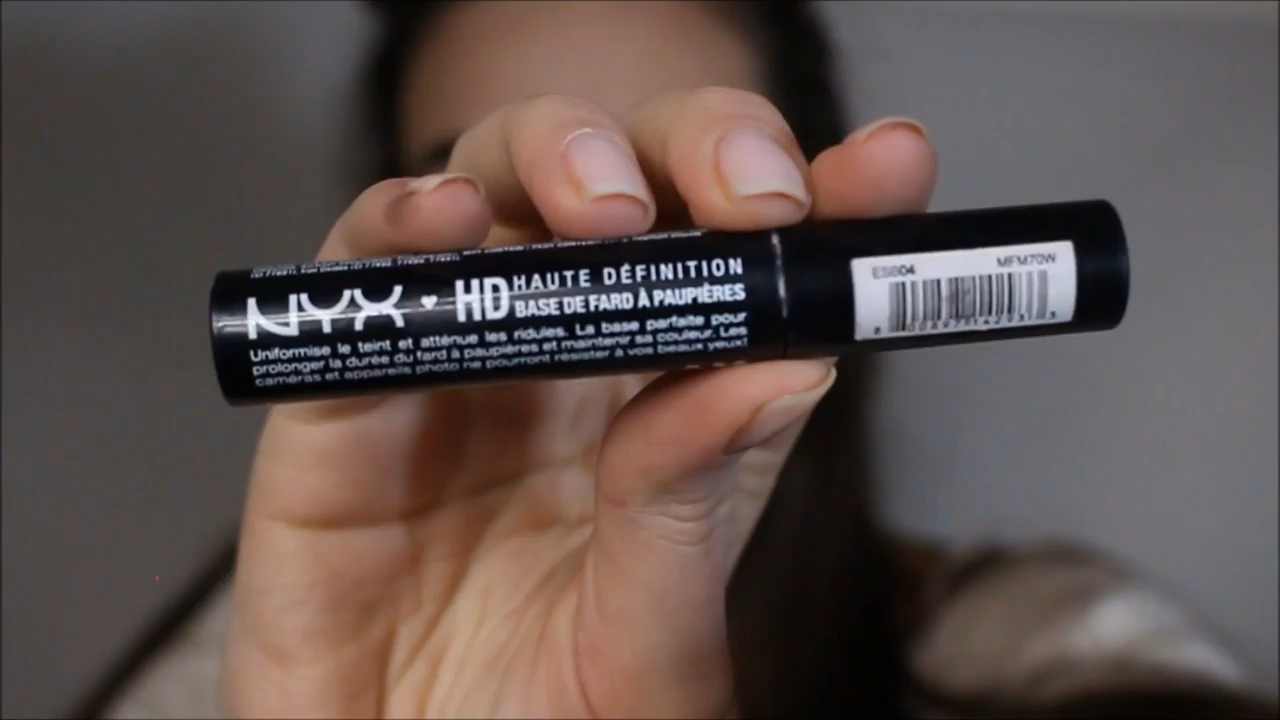 NYX ♥ HD HAUTE DÉFINITION
BASE DE FARD À PAUPIÈRES
Uniformise le teint et atténue les ridules. La base parfaite pour
prolonger la durée du fard à paupières et maintenir sa couleur. Les
caméras et appareils photo ne pourront résister à vos beaux yeux!
ESB04 MFM70W